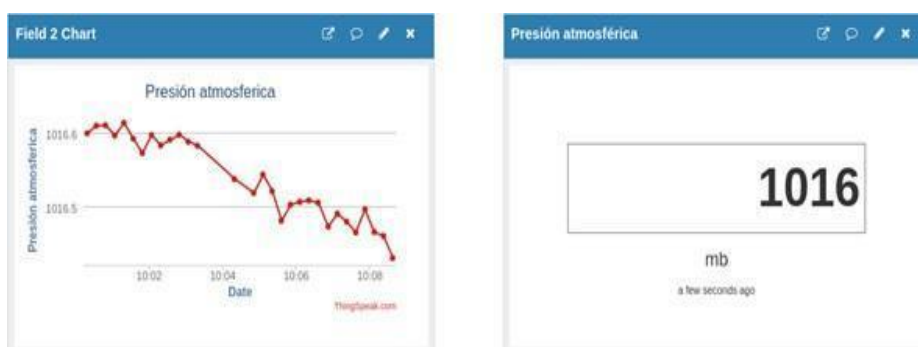 Field 2 Chart
Presión atmosferica
Presión atmosferica
1016.6
1016.5
10:02
10:04
10:06
10:08
Date
ThingSpeak.com
Presión atmosférica
1016
mb
a few seconds ago